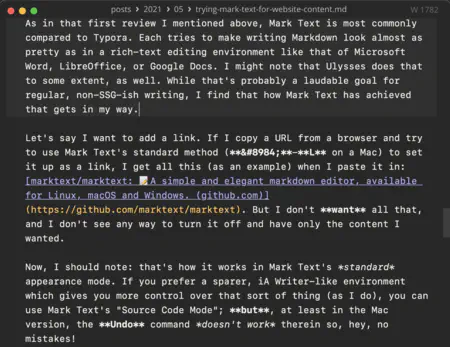 posts > 2021 > 05 > trying-mark-text-for-website-content.md
W 1782
As in that first review I mentioned above, Mark Text is most commonly
compared to Typora. Each tries to make writing Markdown look almost as
pretty as in a rich-text editing environment like that of Microsoft
Word, LibreOffice, or Google Docs. I might note that Ulysses does that
to some extent, as well. While that's probably a laudable goal for
regular, non-SSG-ish writing, I find that how Mark Text has achieved
that gets in my way.
Let's say I want to add a link. If I copy a URL from a browser and try
to use Mark Text's standard method (**&#8984;**-**L** on a Mac) to set
it up as a link, I get all this (as an example) when I paste it in:
[marktext/marktext: 📝A simple and elegant markdown editor, available
for Linux, macOS and Windows. (github.com)]
(https://github.com/marktext/marktext). But I don't **want** all that,
and I don't see any way to turn it off and have only the content I
wanted.
Now, I should note: that's how it works in Mark Text's *standard*
appearance mode. If you prefer a sparer, iA Writer-like environment
which gives you more control over that sort of thing (as I do), you can
use Mark Text's "Source Code Mode"; **but**, at least in the Mac
version, the **Undo** command *doesn't work* therein so, hey, no
mistakes!